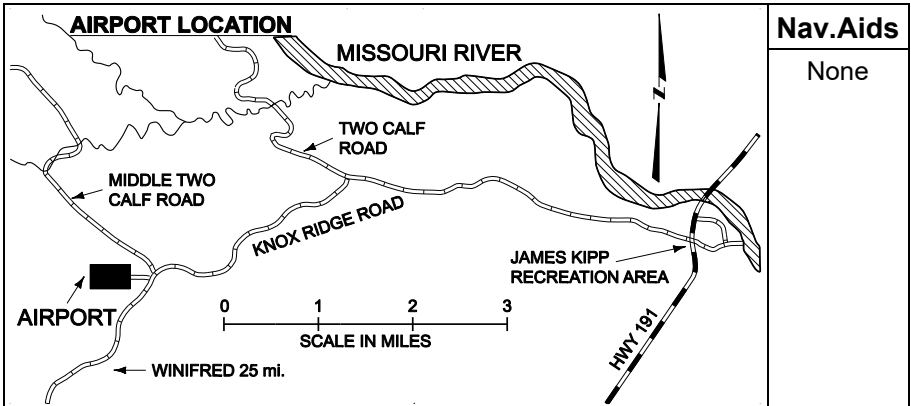 AIRPORT LOCATION
Nav.Aids
None
MISSOURI RIVER
N
TWO CALF
ROAD
MIDDLE TWO
CALF ROAD
KNOX RIDGE ROAD
JAMES KIPP
RECREATION AREA
AIRPORT
0 1 2 3
SCALE IN MILES
HWY 191
WINIFRED 25 mi.